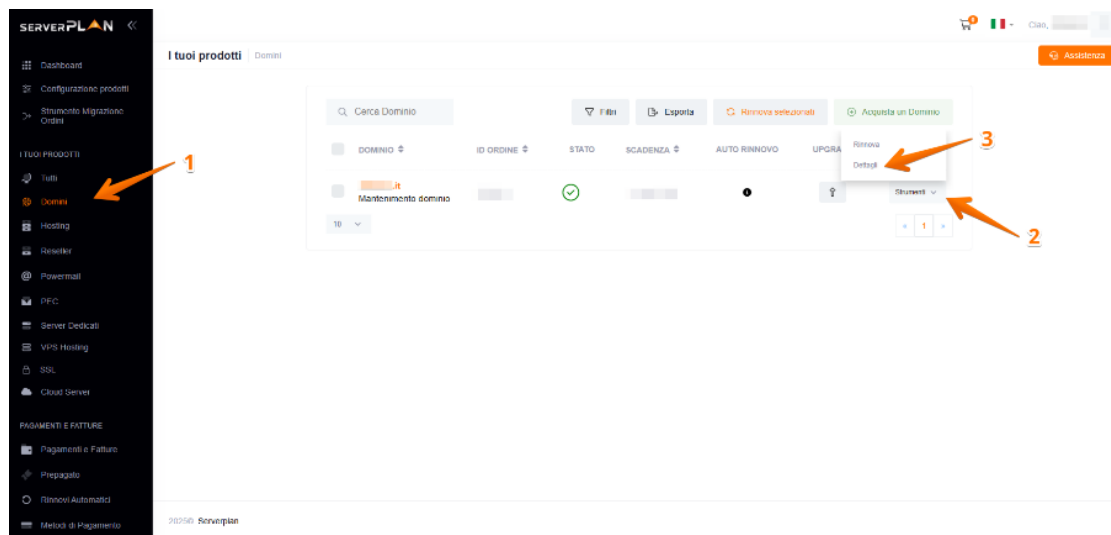 SERVERPLAN
0
Ciao,
I tuoi prodotti Domini
Assistenza
Dashboard
Configurazione prodotti
Strumento Migrazione
Ordini
I TUOI PRODOTTI
Tutti
Domini
Hosting
Reseller
Powermail
PEC
Server Dedicati
VPS Hosting
SSL
Cloud Server
PAGAMENTI E FATTURE
Pagamenti e Fatture
Prepagato
Rinnovi Automatici
Metodi di Pagamento
1
Cerca Dominio
Filtri
Esporta
Rinnova selezionati
Acquista un Dominio
DOMINIO
ID ORDINE
STATO
SCADENZA
AUTO RINNOVO
UPGRA
Rinnova
Dettagli
3
.it
Mantenimento dominio
Strumenti
2
10
« 1 »
2025© Serverplan